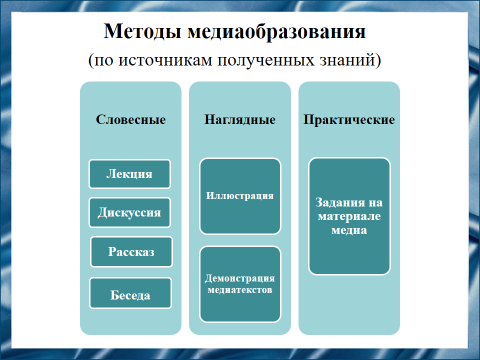 Методы медиаобразования
(по источникам полученных знаний)
Словесные
Лекция
Дискуссия
Рассказ
Беседа
Наглядные
Иллюстрация
Демонстрация
медиатекстов
Практические
Задания на
материале
медиа